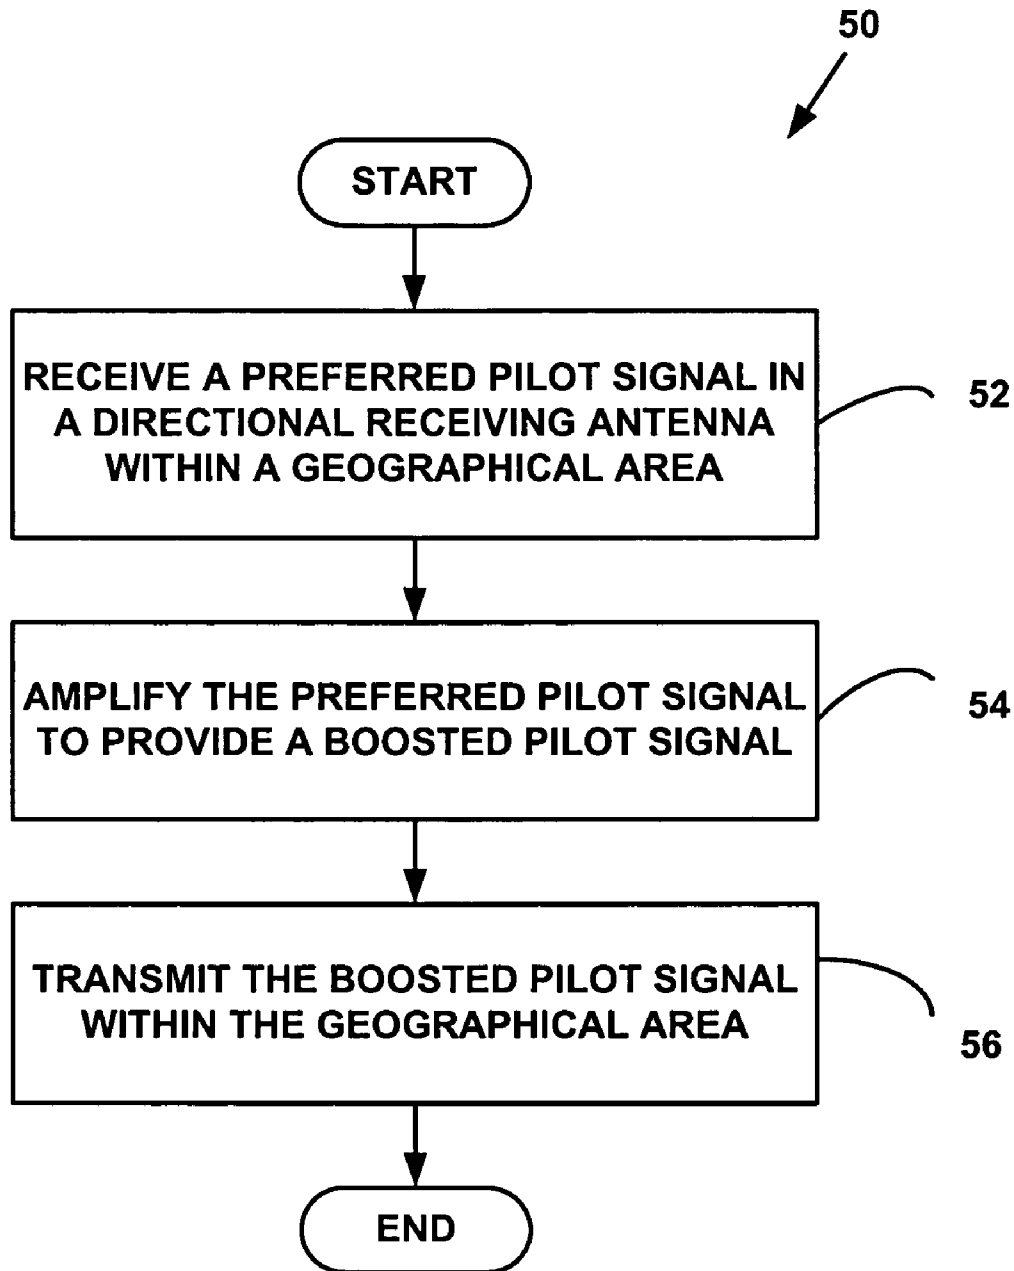 50
START
RECEIVE A PREFERRED PILOT SIGNAL IN
A DIRECTIONAL RECEIVING ANTENNA
WITHIN A GEOGRAPHICAL AREA
52
AMPLIFY THE PREFERRED PILOT SIGNAL
TO PROVIDE A BOOSTED PILOT SIGNAL
54
TRANSMIT THE BOOSTED PILOT SIGNAL
WITHIN THE GEOGRAPHICAL AREA
56
END